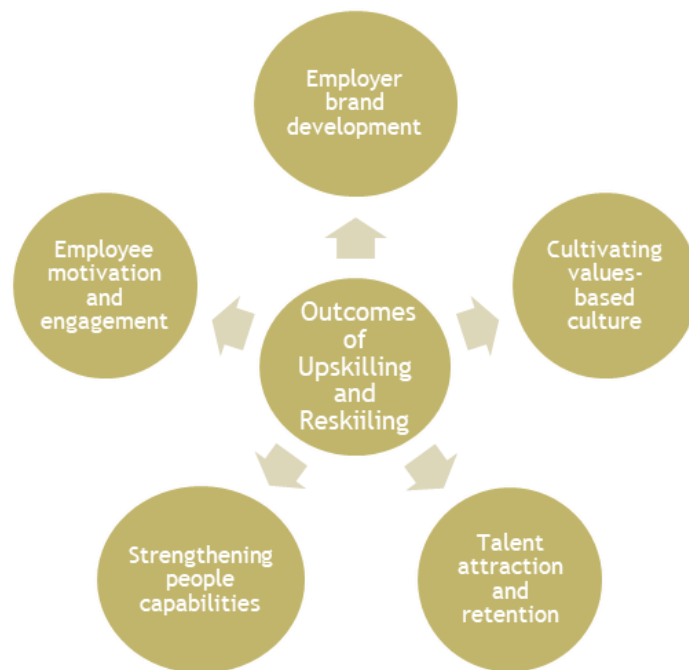 Employer
brand
development
Employee
motivation
and
engagement
Cultivating
values-
based
culture
Outcomes
of
Upskilling
and
Reskiiling
Strengthening
people
capabilities
Talent
attraction
and
retention